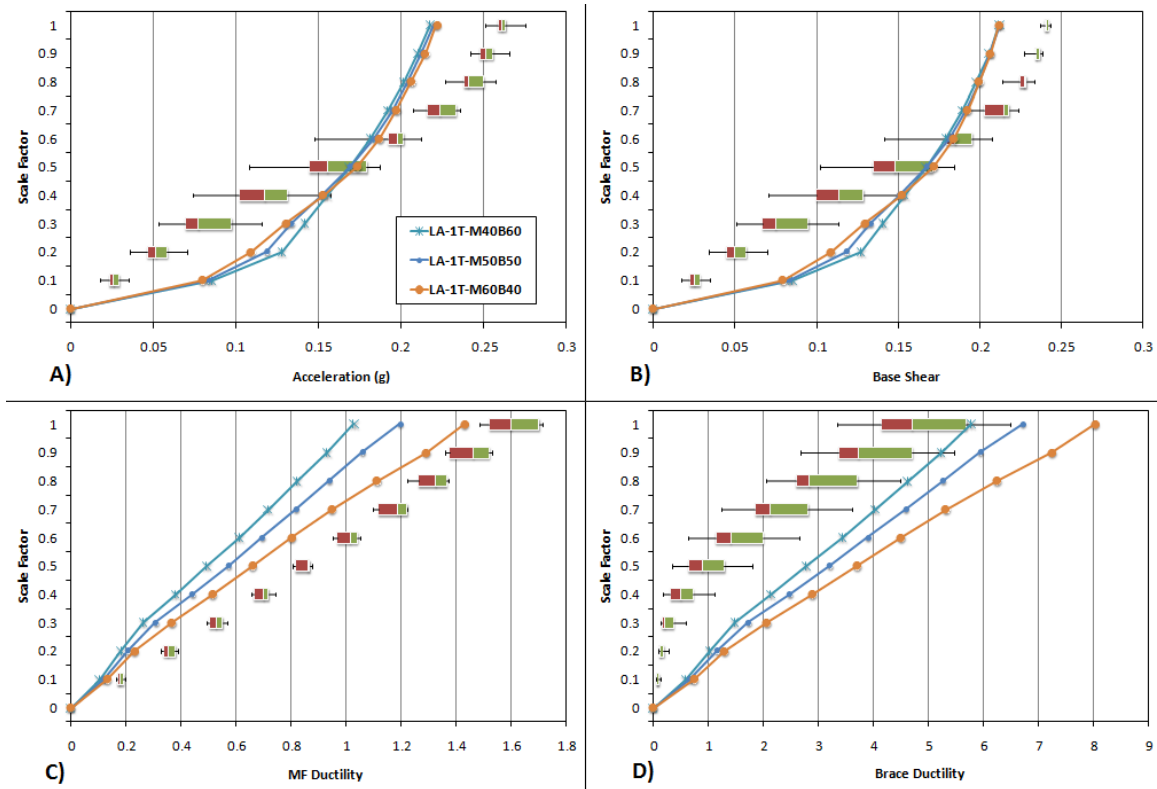 Scale Factor
1
0.9
0.8
0.7
0.6
0.5
0.4
0.3
0.2
0.1
0
0 0.05 0.1 0.15 0.2 0.25 0.3
LA-1T-M40B60
LA-1T-M50B50
LA-1T-M60B40
A) Acceleration (g)
Scale Factor
1
0.9
0.8
0.7
0.6
0.5
0.4
0.3
0.2
0.1
0
0 0.05 0.1 0.15 0.2 0.25 0.3
B) Base Shear
Scale Factor
1
0.9
0.8
0.7
0.6
0.5
0.4
0.3
0.2
0.1
0
0 0.2 0.4 0.6 0.8 1 1.2 1.4 1.6 1.8
C) MF Ductility
Scale Factor
1
0.9
0.8
0.7
0.6
0.5
0.4
0.3
0.2
0.1
0
0 1 2 3 4 5 6 7 8 9
D) Brace Ductility